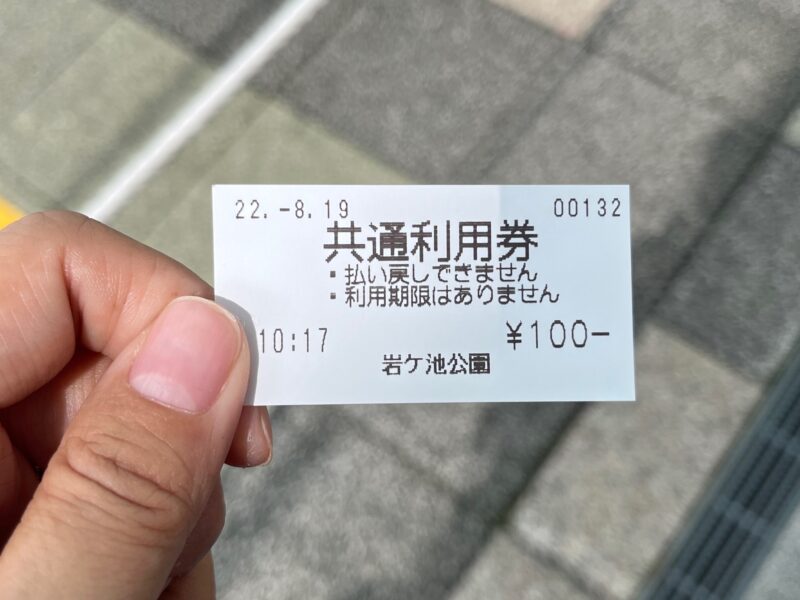 22.-8.19 00132
共通利用券
・払い戻しできません
・利用期限はありません
10:17 ¥100-
岩ケ池公園